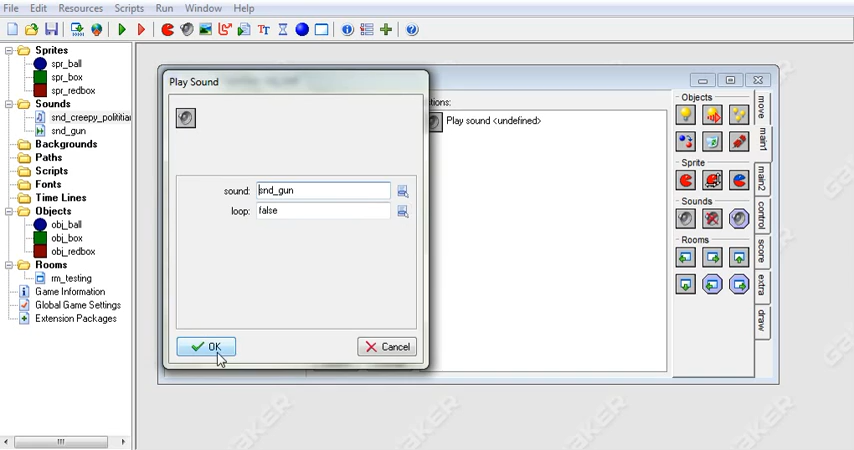 File Edit Resources Scripts Run Window Help
Sprites
spr_ball
spr_box
spr_redbox
Sounds
snd_creepy_polititian
snd_gun
Backgrounds
Paths
Scripts
Fonts
Time Lines
Objects
obj_ball
obj_box
obj_redbox
Rooms
rm_testing
Game Information
Global Game Settings
Extension Packages
Play Sound
sound: snd_gun
loop: false
OK
Cancel
tions:
Play sound <undefined>
Objects
Sprite
Sounds
Rooms
move
main1
main2
control
score
extra
draw